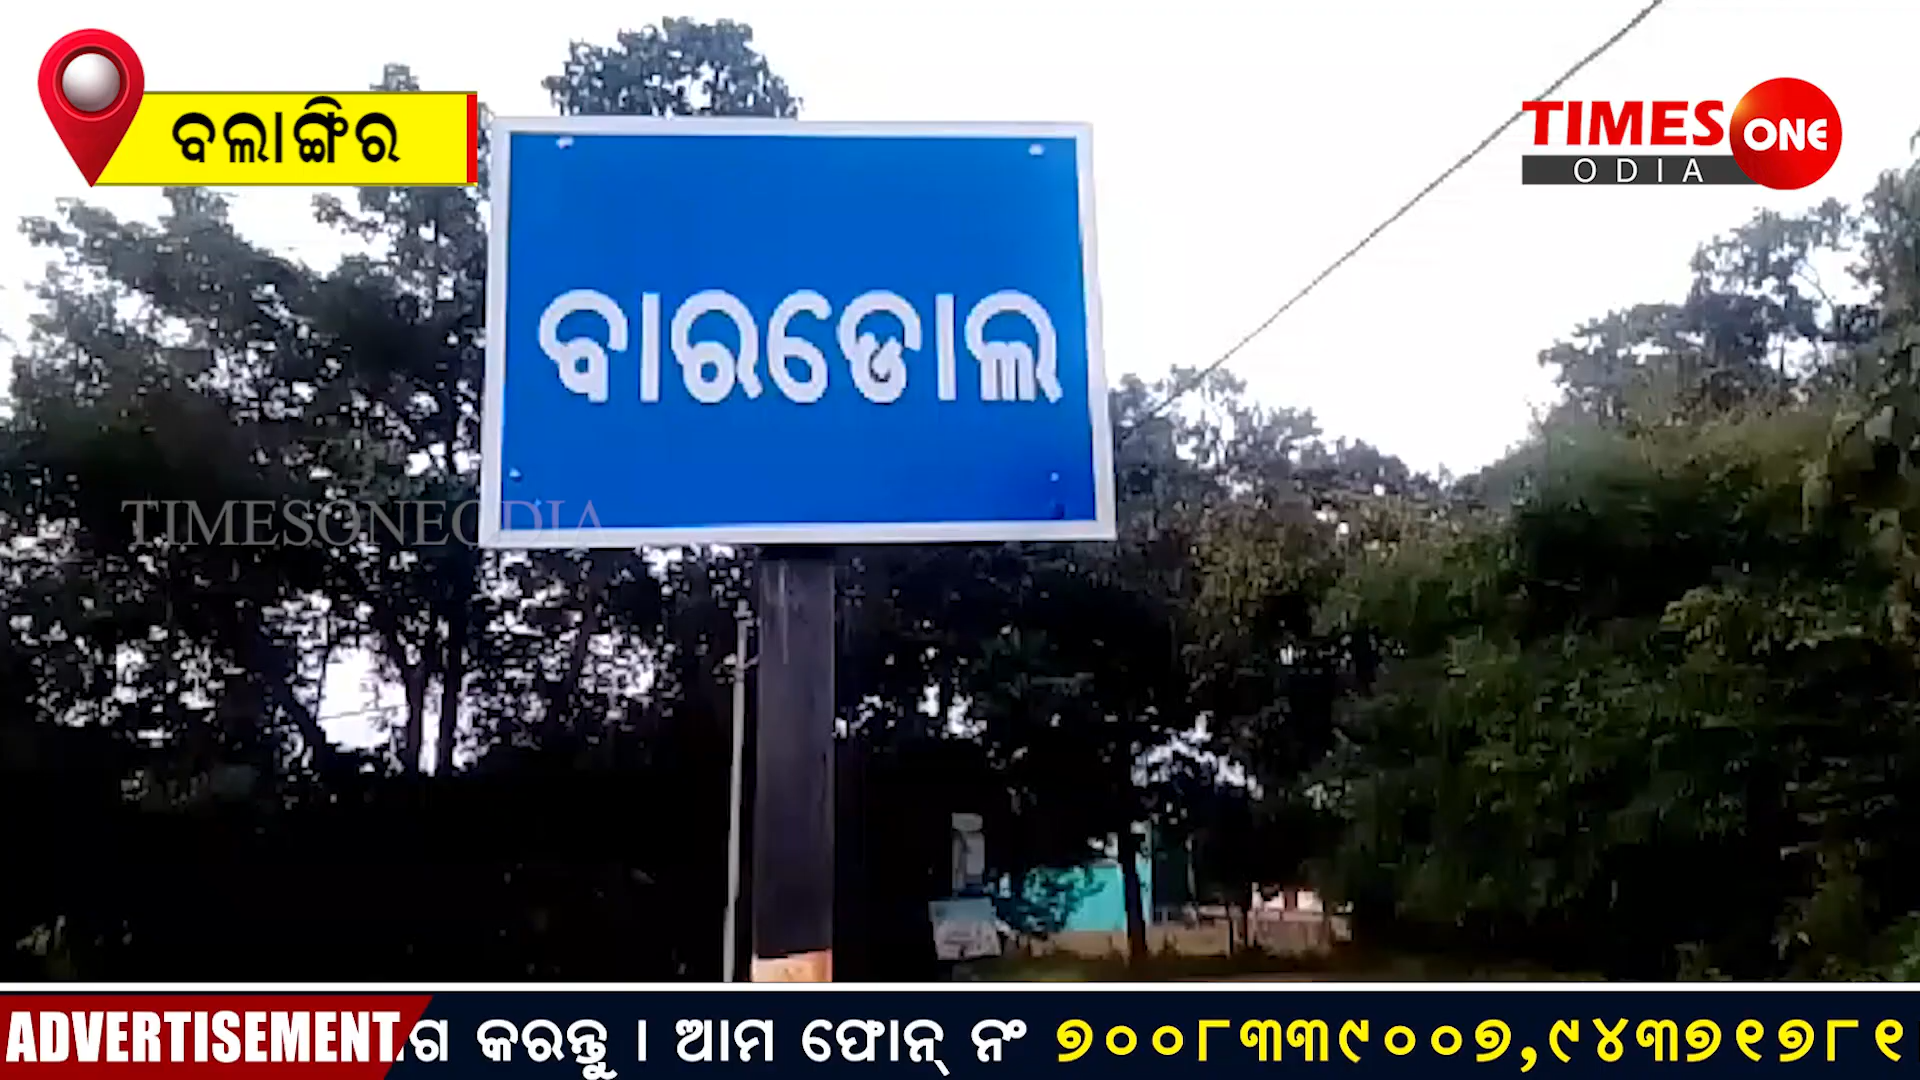 ବଲାଙ୍ଗିର
TIMES ONE
ODIA
ବାରଡୋଲ
TIMESONEODIA
ADVERTISEMENT
କରନ୍ତୁ । ଆମ ଫୋନ୍ ନଂ ୭୦୦୮୩୩୯୦୦୭,୯୪୩୭୧୭୮୧